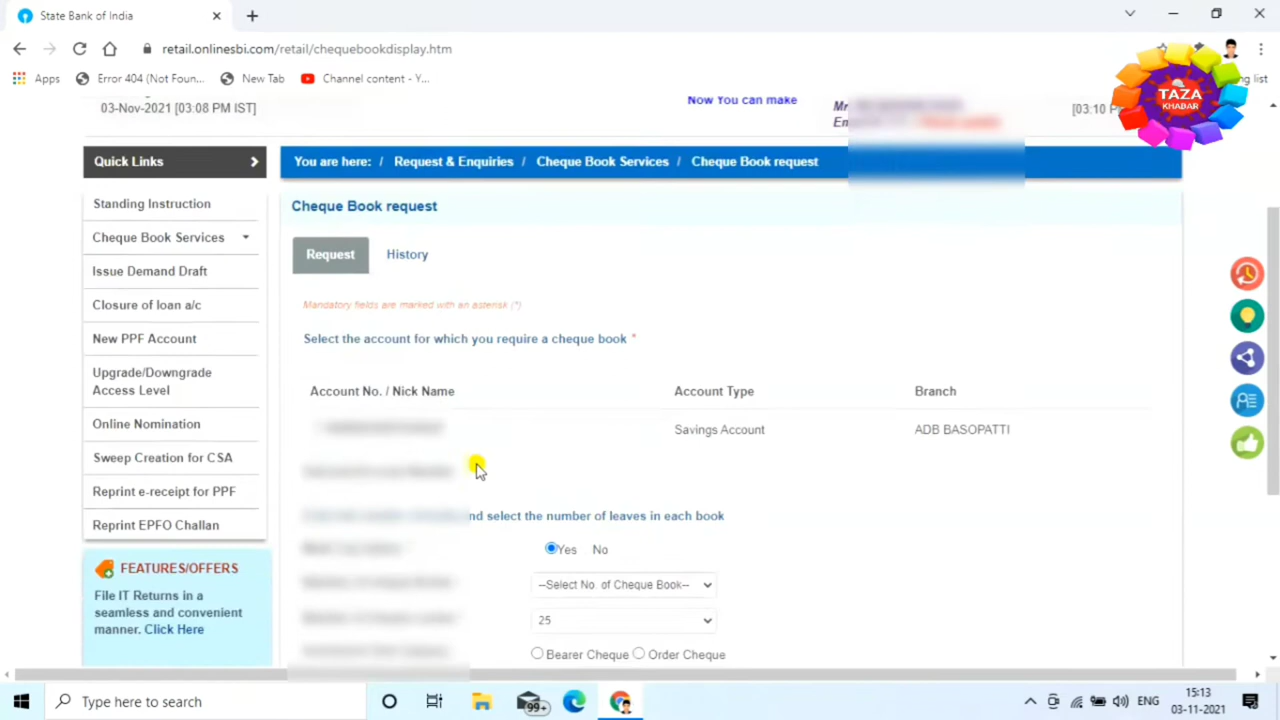 State Bank of India
retail.onlinesbi.com/retail/chequebookdisplay.htm
Apps Error 404 (Not Foun... New Tab Channel content - Y...
TAZA
KHABAR
03-Nov-2021 [03:08 PM IST]
Now You can make
Mr.
[03:10
Quick Links
Standing Instruction
Cheque Book Services
Issue Demand Draft
Closure of loan a/c
New PPF Account
Upgrade/Downgrade
Access Level
Online Nomination
Sweep Creation for CSA
Reprint e-receipt for PPF
Reprint EPFO Challan
FEATURES/OFFERS
File IT Returns in a
seamless and convenient
manner. Click Here
You are here: / Request & Enquiries / Cheque Book Services / Cheque Book request
Cheque Book request
Request History
Mandatory fields are marked with an asterisk (*)
Select the account for which you require a cheque book *
Account No. / Nick Name Account Type Branch
Savings Account ADB BASOPATTI
and select the number of leaves in each book
Yes No
--Select No. of Cheque Book--
25
Bearer Cheque Order Cheque
Type here to search
99+
ENG
15:13
03-11-2021